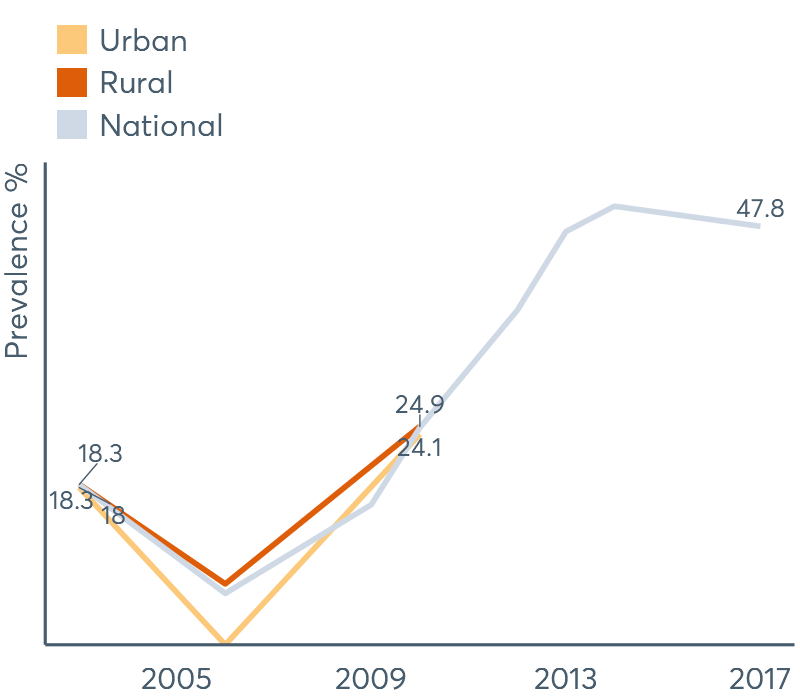 Urban
Rural
National
Prevalence %
47.8
24.9
24.1
18.3
18.3
18
2005
2009
2013
2017